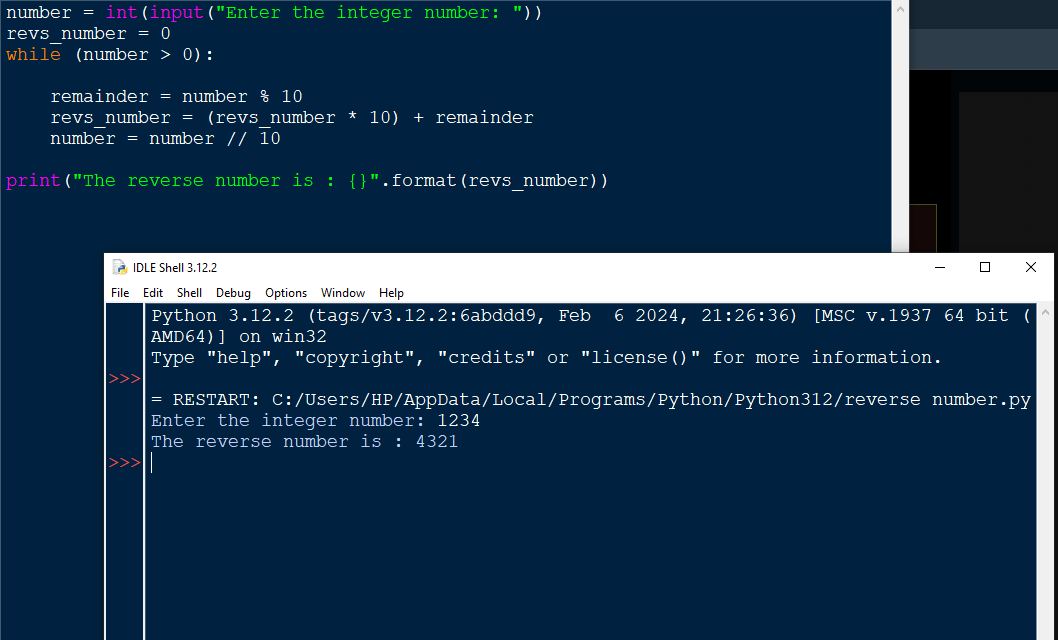 number = int(input("Enter the integer number: "))
revs_number = 0
while (number > 0):
    remainder = number % 10
    revs_number = (revs_number * 10) + remainder
    number = number // 10
print("The reverse number is : {}".format(revs_number))
IDLE Shell 3.12.2
File Edit Shell Debug Options Window Help
Python 3.12.2 (tags/v3.12.2:6abddd9, Feb  6 2024, 21:26:36) [MSC v.1937 64 bit (
AMD64)] on win32
Type "help", "copyright", "credits" or "license()" for more information.
>>>
= RESTART: C:/Users/HP/AppData/Local/Programs/Python/Python312/reverse number.py
Enter the integer number: 1234
The reverse number is : 4321
>>>